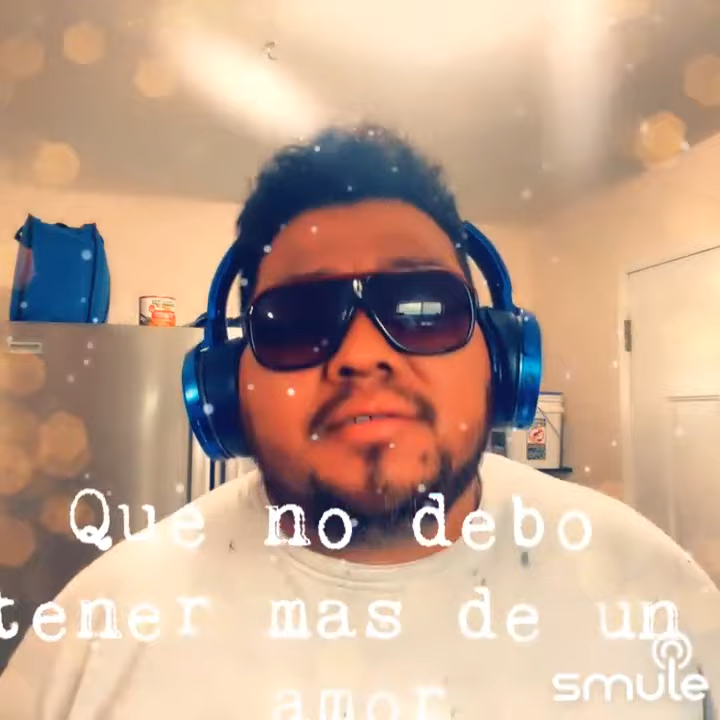 Que no debo
tener mas de un
amor
smule